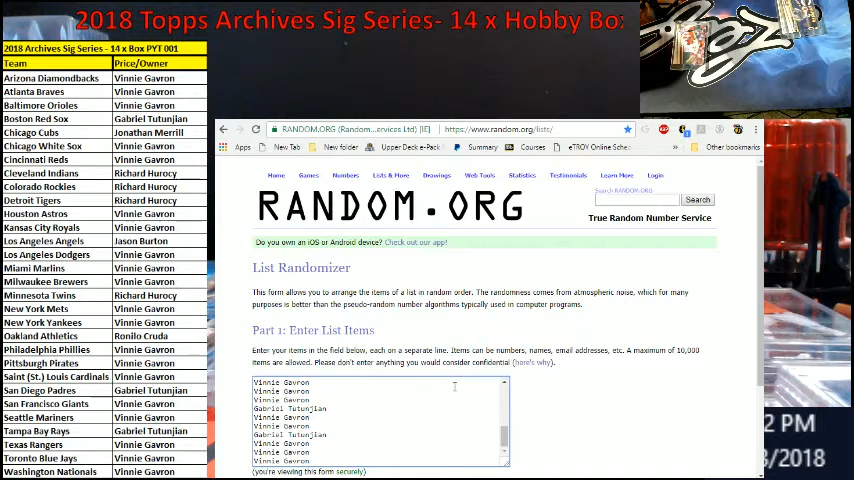 2018 Topps Archives Sig Series- 14 x Hobby Box
2018 Archives Sig Series - 14 x Box PYT 001
Team Price/Owner
Arizona Diamondbacks Vinnie Gavron
Atlanta Braves Vinnie Gavron
Baltimore Orioles Vinnie Gavron
Boston Red Sox Gabriel Tutunjian
Chicago Cubs Jonathan Merrill
Chicago White Sox Vinnie Gavron
Cincinnati Reds Vinnie Gavron
Cleveland Indians Richard Hurocy
Colorado Rockies Richard Hurocy
Detroit Tigers Richard Hurocy
Houston Astros Vinnie Gavron
Kansas City Royals Vinnie Gavron
Los Angeles Angels Jason Burton
Los Angeles Dodgers Vinnie Gavron
Miami Marlins Vinnie Gavron
Milwaukee Brewers Vinnie Gavron
Minnesota Twins Richard Hurocy
New York Mets Vinnie Gavron
New York Yankees Vinnie Gavron
Oakland Athletics Ronilo Cruda
Philadelphia Phillies Vinnie Gavron
Pittsburgh Pirates Vinnie Gavron
Saint (St.) Louis Cardinals Vinnie Gavron
San Diego Padres Gabriel Tutunjian
San Francisco Giants Vinnie Gavron
Seattle Mariners Vinnie Gavron
Tampa Bay Rays Gabriel Tutunjian
Texas Rangers Vinnie Gavron
Toronto Blue Jays Vinnie Gavron
Washington Nationals Vinnie Gavron
RANDOM.ORG (Random...ervices Ltd) [IE] https://www.random.org/lists/
Apps New Tab New folder Upper Deck e-Pack Summary Courses eTROY Online Sche » Other bookmarks
Home Games Numbers Lists & More Drawings Web Tools Statistics Testimonials Learn More Login
Search RANDOM.ORG
Search
RANDOM.ORG
True Random Number Service
Do you own an iOS or Android device? Check out our app!
List Randomizer
This form allows you to arrange the items of a list in random order. The randomness comes from atmospheric noise, which for many
purposes is better than the pseudo-random number algorithms typically used in computer programs.
Part 1: Enter List Items
Enter your items in the field below, each on a separate line. Items can be numbers, names, email addresses, etc. A maximum of 10,000
items are allowed. Please don't enter anything you would consider confidential (here's why).
Vinnie Gavron
Vinnie Gavron
Vinnie Gavron
Gabriel Tutunjian
Vinnie Gavron
Vinnie Gavron
Gabriel Tutunjian
Vinnie Gavron
Vinnie Gavron
Vinnie Gavron
(you're viewing this form securely)
2 PM
3/2018